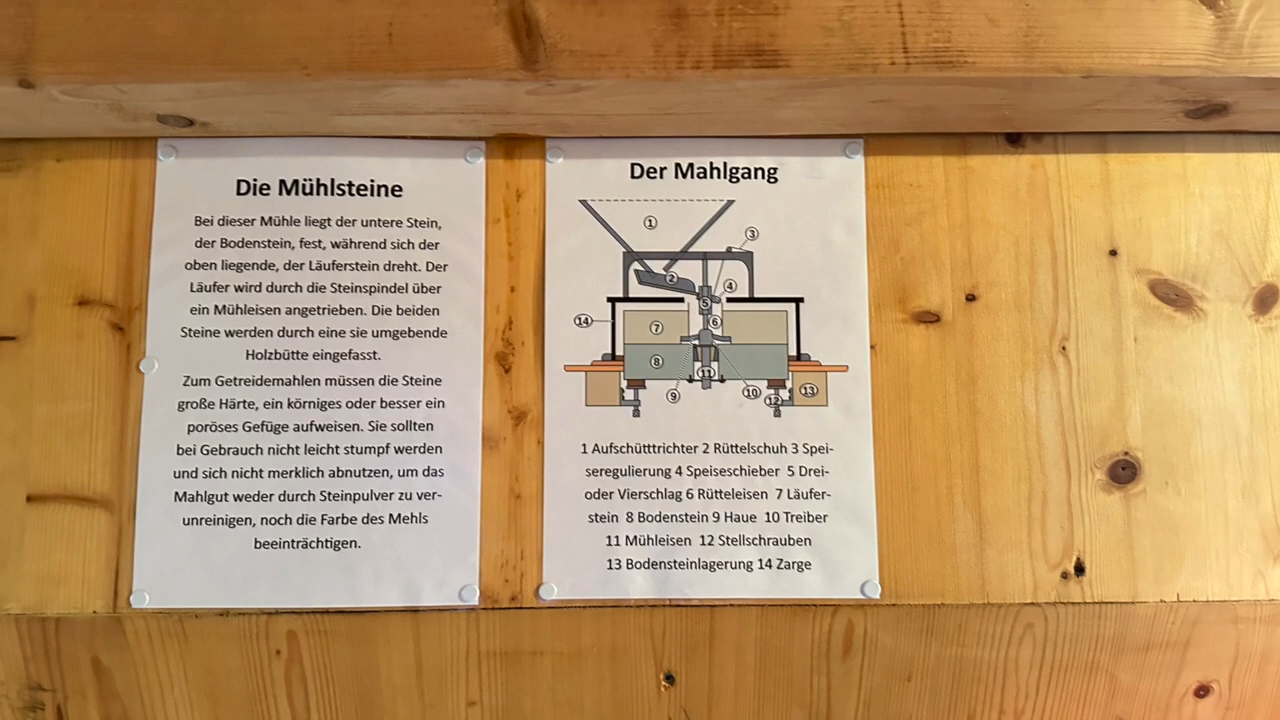 Die Mühlsteine
Bei dieser Mühle liegt der untere Stein,
der Bodenstein, fest, während sich der
oben liegende, der Läuferstein dreht. Der
Läufer wird durch die Steinspindel über
ein Mühleisen angetrieben. Die beiden
Steine werden durch eine sie umgebende
Holzbütte eingefasst.
Zum Getreidemahlen müssen die Steine
große Härte, ein körniges oder besser ein
poröses Gefüge aufweisen. Sie sollten
bei Gebrauch nicht leicht stumpf werden
und sich nicht merklich abnutzen, um das
Mahlgut weder durch Steinpulver zu ver-
unreinigen, noch die Farbe des Mehls
beeinträchtigen.
Der Mahlgang
1
3
2
4
5
14
6
7
8
11
9
10
12
13
1 Aufschütttrichter 2 Rüttelschuh 3 Spei-
seregulierung 4 Speiseschieber 5 Drei-
oder Vierschlag 6 Rütteleisen 7 Läufer-
stein 8 Bodenstein 9 Haue 10 Treiber
11 Mühleisen 12 Stellschrauben
13 Bodensteinlagerung 14 Zarge